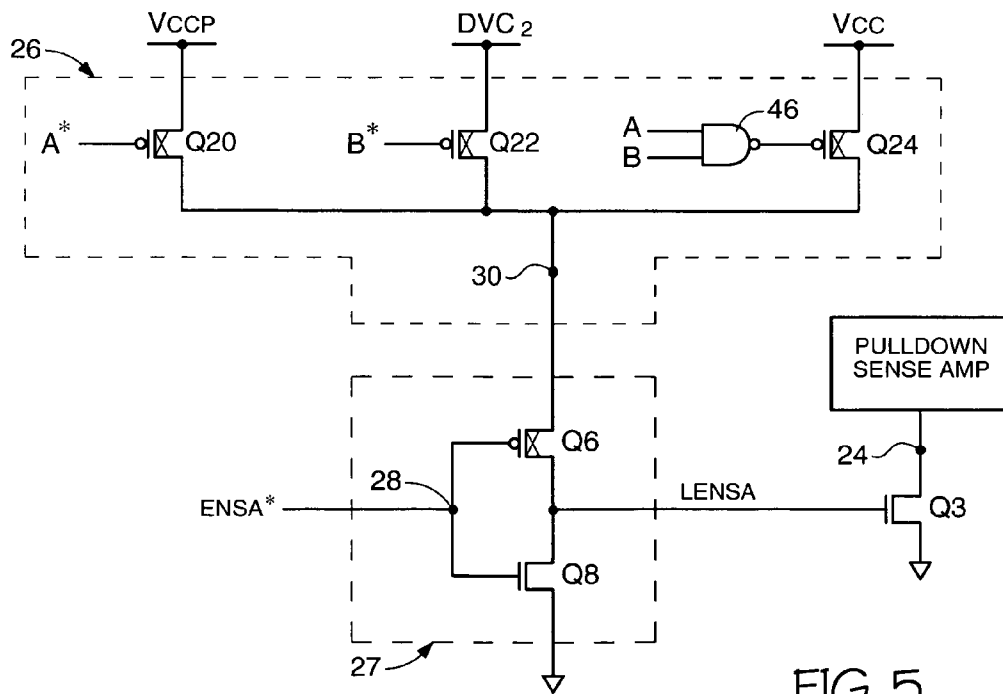 VCCP
DVC2
VCC
26
A*
Q20
B*
Q22
A
B
46
Q24
30
PULLDOWN
SENSE AMP
24
Q3
28
ENSA*
Q6
LENSA
Q8
27
FIG 5